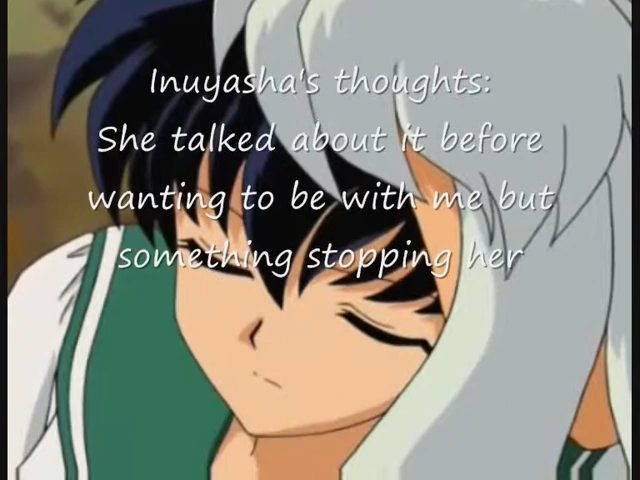 Inuyasha's thoughts:
She talked about it before
wanting to be with me but
something stopping her